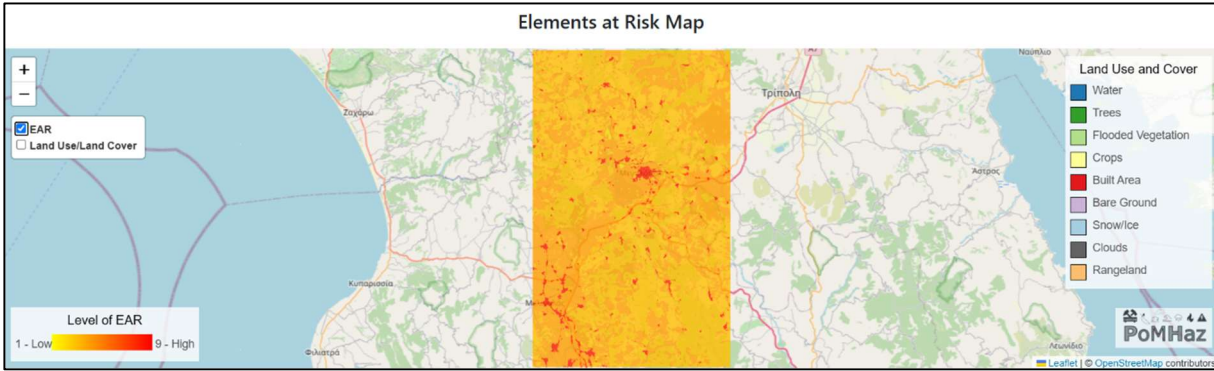 Elements at Risk Map
+
−
EAR
Land Use/Land Cover
Ζαχάρω
Κυπαρισσία
Φιλιατρά
Τρίπολη
Ναύπλιο
Άστρος
Λεωνίδιο
Level of EAR
1 - Low
9 - High
Land Use and Cover
Water
Trees
Flooded Vegetation
Crops
Built Area
Bare Ground
Snow/Ice
Clouds
Rangeland
PoMHaz
Leaflet | © OpenStreetMap contributors